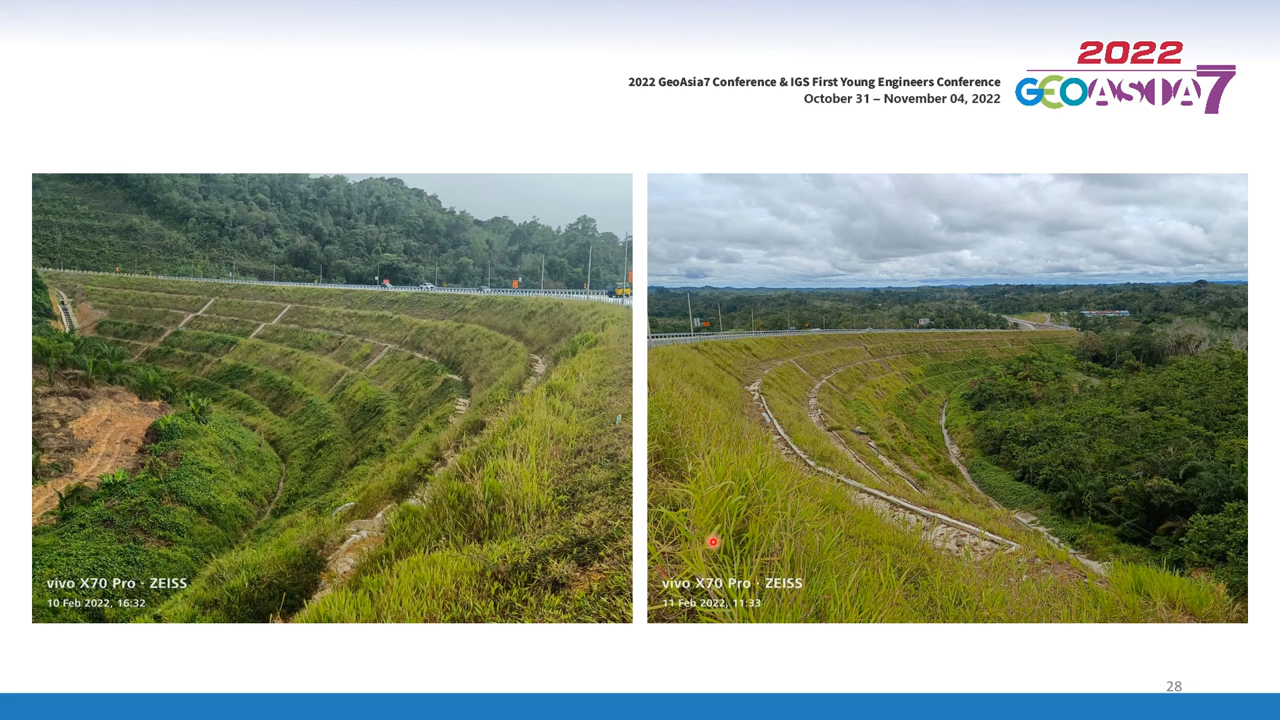 2022
GEOASIA7
2022 GeoAsia7 Conference & IGS First Young Engineers Conference
October 31 – November 04, 2022
vivo X70 Pro · ZEISS
10 Feb 2022, 16:32
vivo X70 Pro · ZEISS
11 Feb 2022, 11:33
28